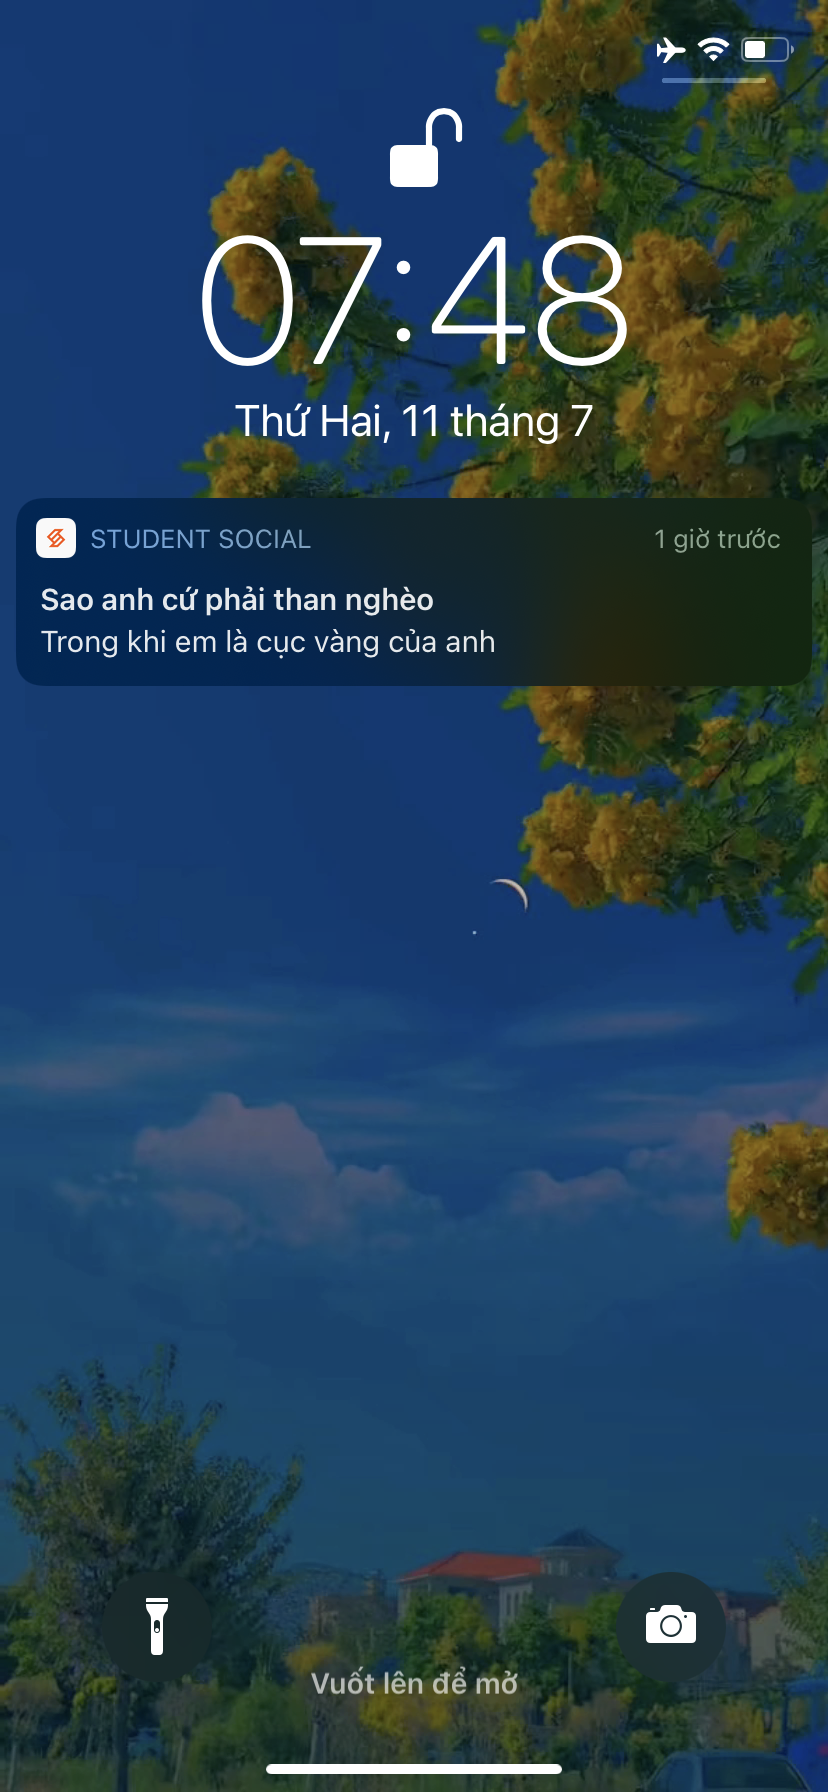 07:48
Thứ Hai, 11 tháng 7
STUDENT SOCIAL
1 giờ trước
Sao anh cứ phải than nghèo
Trong khi em là cục vàng của anh
Vuốt lên để mở